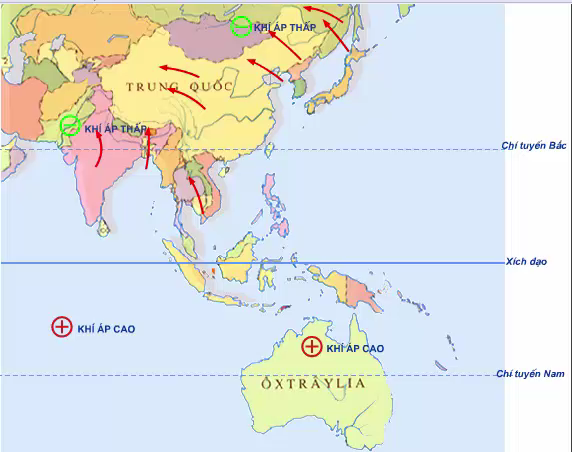 KHÍ ÁP THẤP
TRUNG QUỐC
KHÍ ÁP THẤP
Chí tuyến Bắc
Xích đạo
KHÍ ÁP CAO
KHÍ ÁP CAO
Chí tuyến Nam
ÔXTRÂYLIA